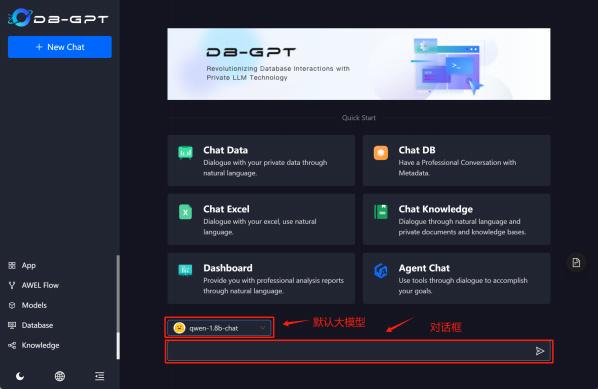 DB-GPT
+ New Chat
DB-GPT
Revolutionizing Database Interactions with
Private LLM Technology
Quick Start
Chat Data
Dialogue with your private data through
natural language.
Chat DB
Have a Professional Conversation with
Metadata.
Chat Excel
Dialogue with your excel, use natural
language.
Chat Knowledge
Dialogue through natural language and
private documents and knowledge bases.
Dashboard
Provide you with professional analysis reports
through natural language.
Agent Chat
Use tools through dialogue to accomplish
your goals.
App
AWEL Flow
Models
Database
Knowledge
qwen-1.8b-chat
默认大模型
对话框